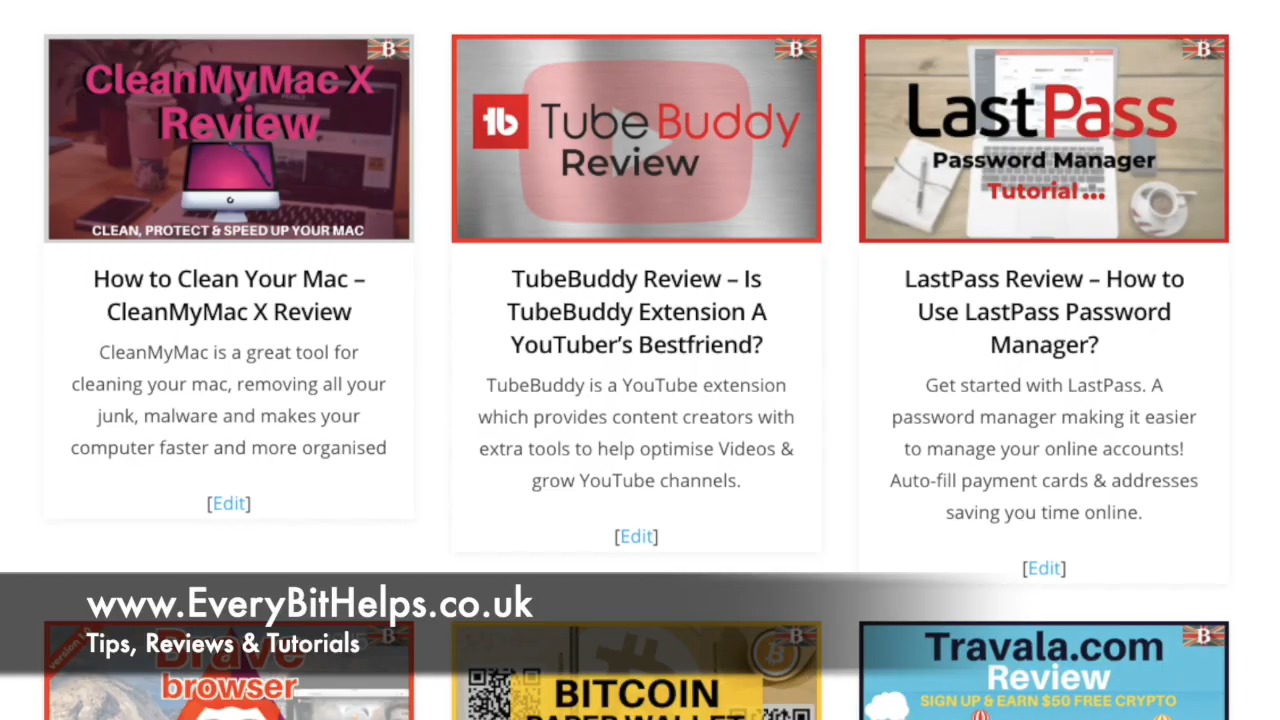 CleanMyMac X
Review
CLEAN, PROTECT & SPEED UP YOUR MAC
How to Clean Your Mac –
CleanMyMac X Review
CleanMyMac is a great tool for
cleaning your mac, removing all your
junk, malware and makes your
computer faster and more organised
[Edit]
B
tb TubeBuddy
Review
TubeBuddy Review – Is
TubeBuddy Extension A
YouTuber’s Bestfriend?
TubeBuddy is a YouTube extension
which provides content creators with
extra tools to help optimise Videos &
grow YouTube channels.
[Edit]
B
LastPass
Password Manager
Tutorial ...
LastPass Review – How to
Use LastPass Password
Manager?
Get started with LastPass. A
password manager making it easier
to manage your online accounts!
Auto-fill payment cards & addresses
saving you time online.
[Edit]
B
www.EveryBitHelps.co.uk
Tips, Reviews & Tutorials
version 1.0
Brave
browser
BITCOIN
PAPER WALLET
Travala.com
Review
SIGN UP & EARN $50 FREE CRYPTO